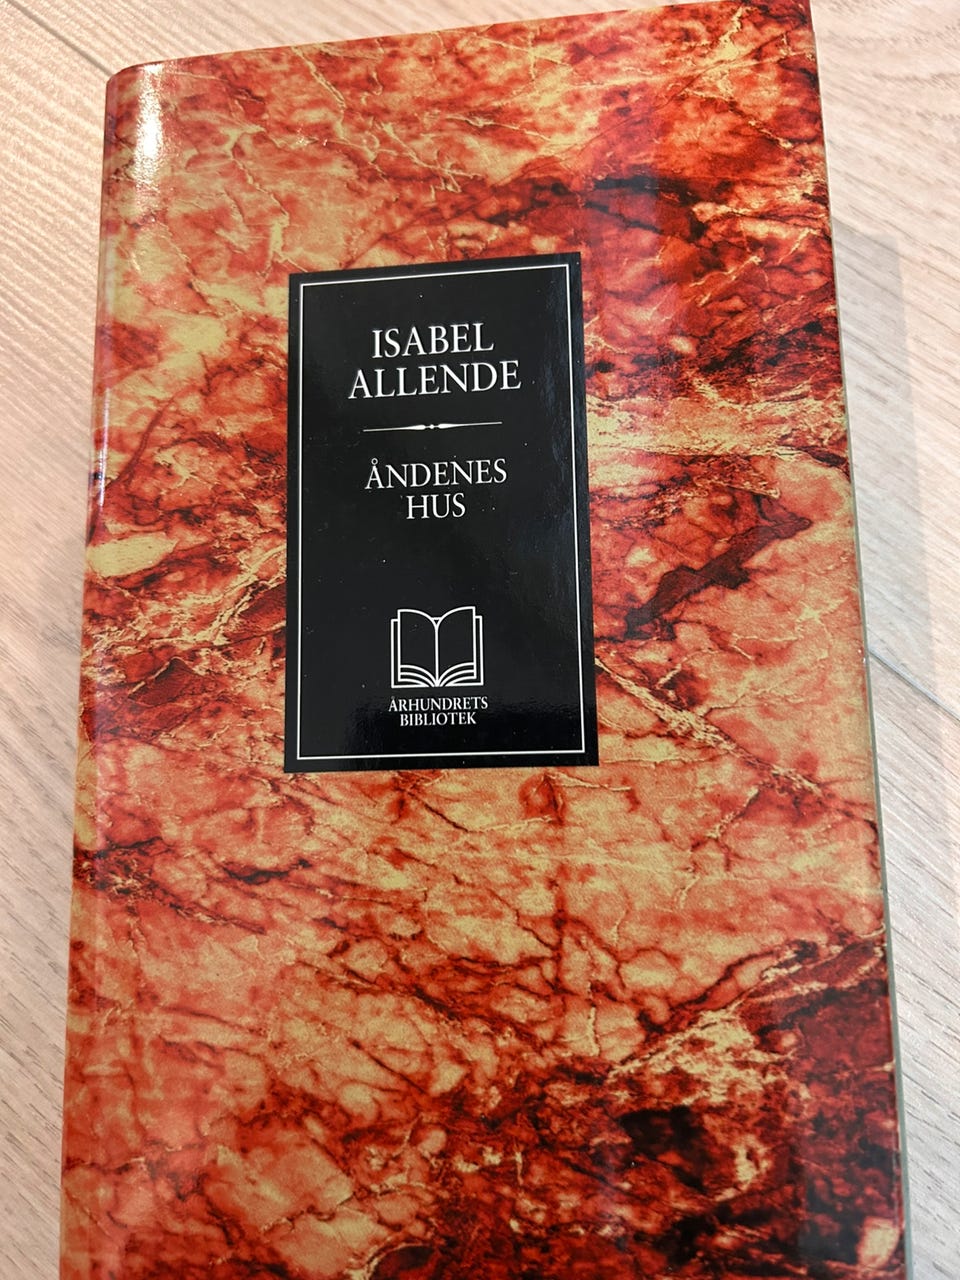 ISABEL
ALLENDE
ÅNDENES
HUS
ÅRHUNDRETS
BIBLIOTEK